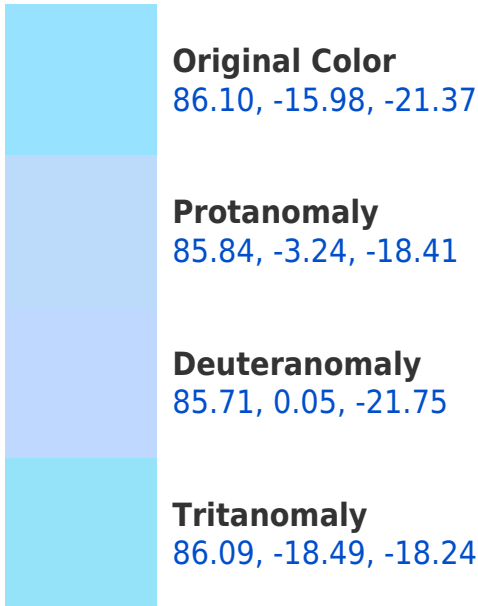 Original Color
86.10, -15.98, -21.37
Protanomaly
85.84, -3.24, -18.41
Deuteranomaly
85.71, 0.05, -21.75
Tritanomaly
86.09, -18.49, -18.24